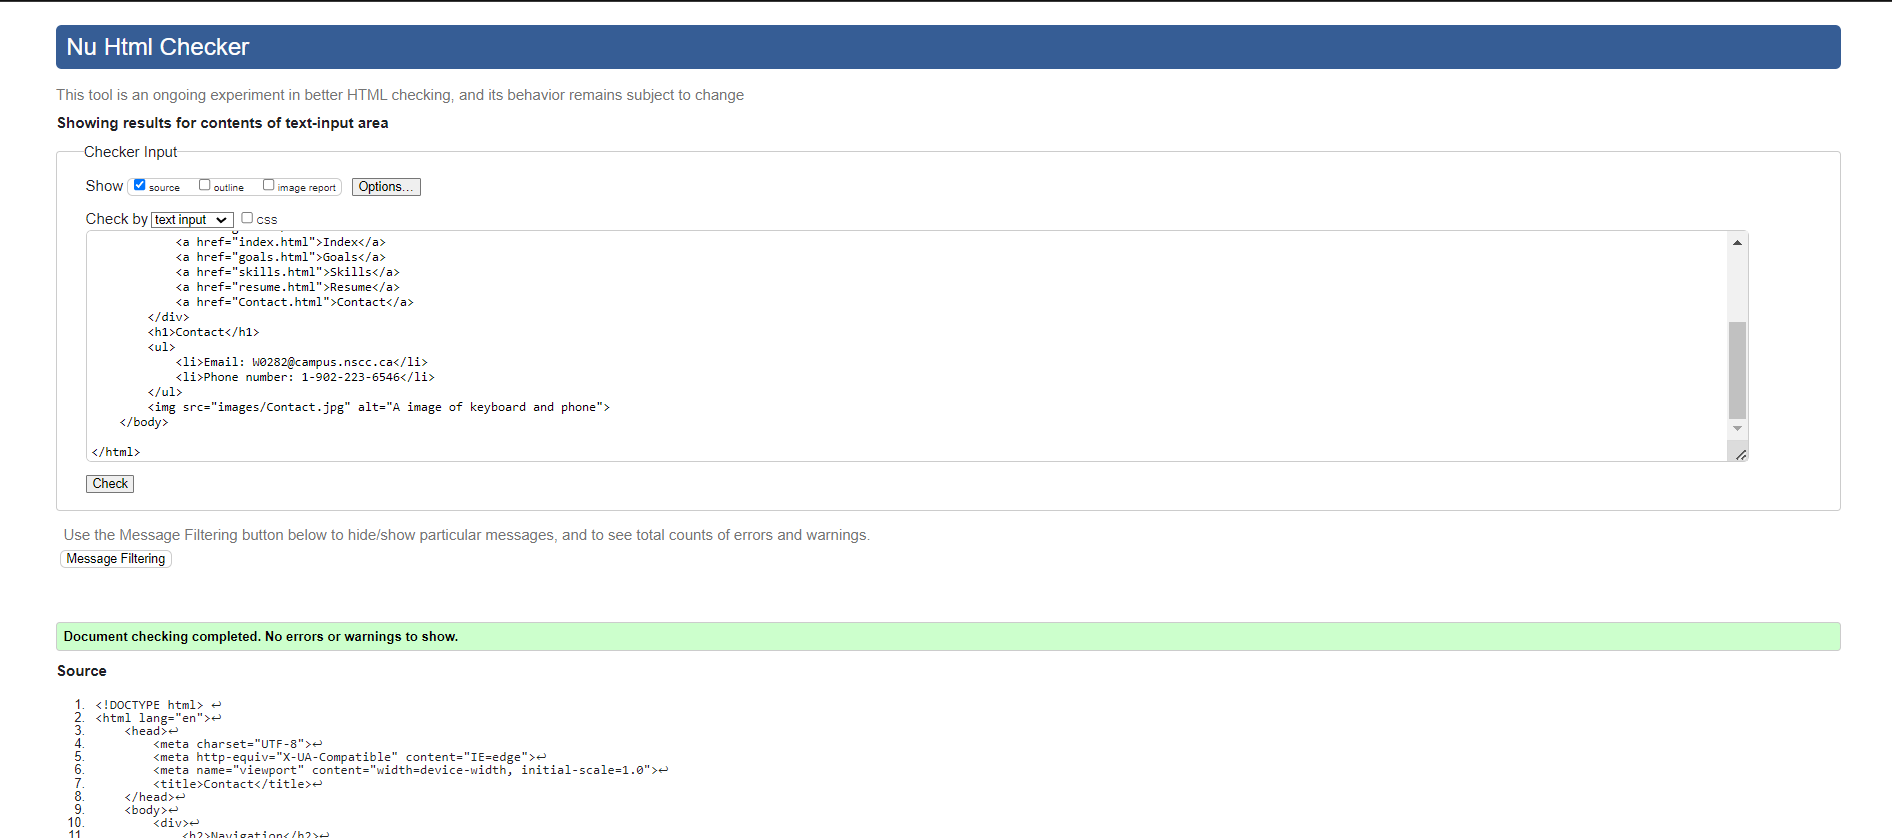 Nu Html Checker
This tool is an ongoing experiment in better HTML checking, and its behavior remains subject to change
Showing results for contents of text-input area
Checker Input
Show source outline image report Options...
Check by text input css
<a href="index.html">Index</a>
<a href="goals.html">Goals</a>
<a href="skills.html">Skills</a>
<a href="resume.html">Resume</a>
<a href="Contact.html">Contact</a>
</div>
<h1>Contact</h1>
<ul>
<li>Email: W0282@campus.nscc.ca</li>
<li>Phone number: 1-902-223-6546</li>
</ul>
<img src="images/Contact.jpg" alt="A image of keyboard and phone">
</body>
</html>
Check
Use the Message Filtering button below to hide/show particular messages, and to see total counts of errors and warnings.
Message Filtering
Document checking completed. No errors or warnings to show.
Source
1. <!DOCTYPE html> ↩
2. <html lang="en">↩
3. <head>↩
4. <meta charset="UTF-8">↩
5. <meta http-equiv="X-UA-Compatible" content="IE=edge">↩
6. <meta name="viewport" content="width=device-width, initial-scale=1.0">↩
7. <title>Contact</title>↩
8. </head>↩
9. <body>↩
10. <div>↩
11. <h2>Navigation</h2>↩